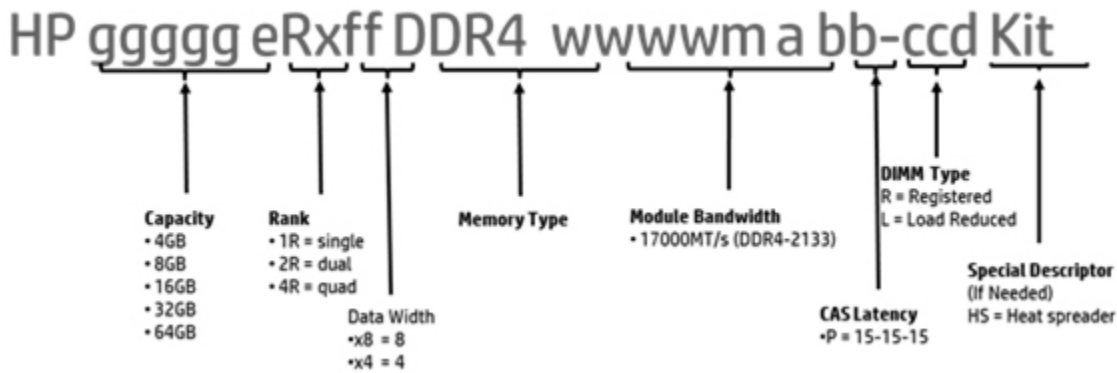 HP ggggg eRxff DDR4 wwwwm a bb-ccd Kit
Capacity
• 4GB
• 8GB
• 16GB
• 32GB
• 64GB
Rank
• 1R = single
• 2R = dual
• 4R = quad
Data Width
•x8 = 8
•x4 = 4
Memory Type
Module Bandwidth
• 17000MT/s (DDR4-2133)
CAS Latency
•P = 15-15-15
DIMM Type
R = Registered
L = Load Reduced
Special Descriptor
(If Needed)
HS = Heat spreader